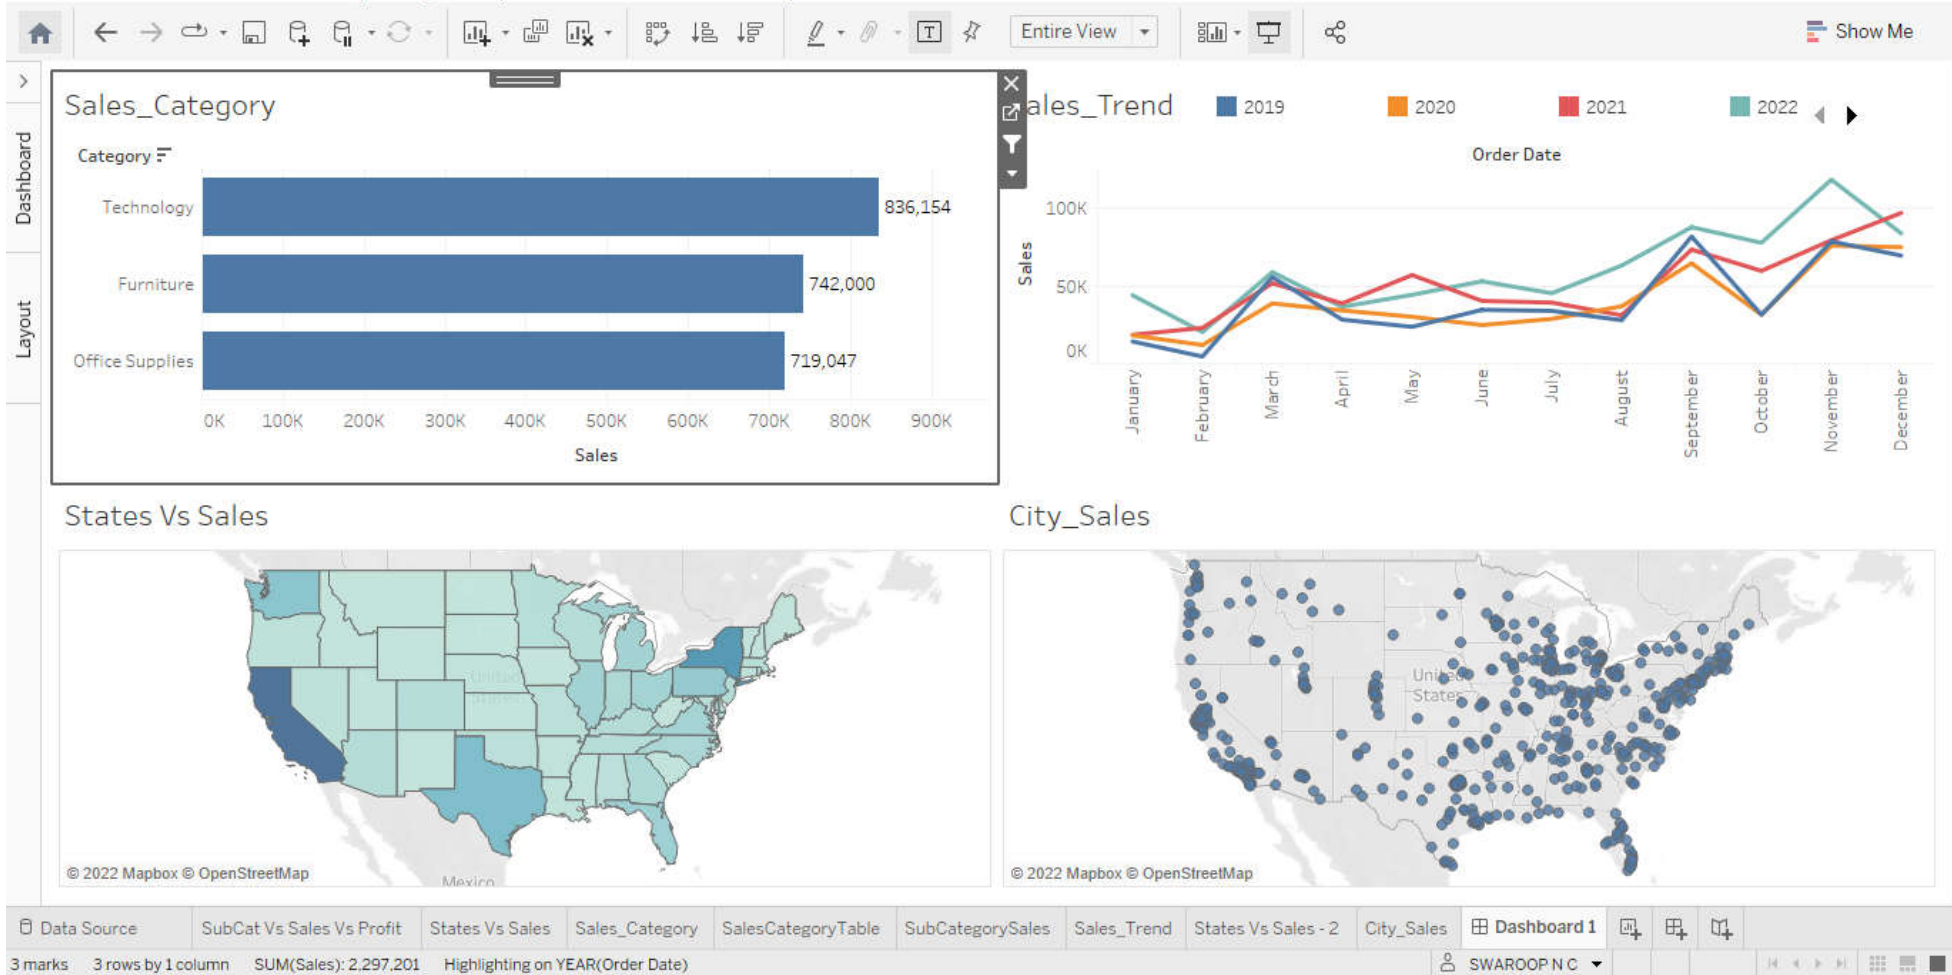 Entire View
Show Me
Dashboard
Layout
Sales_Category
Category
Technology
836,154
Furniture
742,000
Office Supplies
719,047
0K 100K 200K 300K 400K 500K 600K 700K 800K 900K
Sales
ales_Trend
2019 2020 2021 2022
Order Date
Sales
100K
50K
0K
January February March April May June July August September October November December
States Vs Sales
United
States
Mexico
© 2022 Mapbox © OpenStreetMap
City_Sales
United
States
© 2022 Mapbox © OpenStreetMap
Data Source SubCat Vs Sales Vs Profit States Vs Sales Sales_Category SalesCategoryTable SubCategorySales Sales_Trend States Vs Sales - 2 City_Sales Dashboard 1
3 marks 3 rows by 1 column SUM(Sales): 2,297,201 Highlighting on YEAR(Order Date) SWAROOP N C